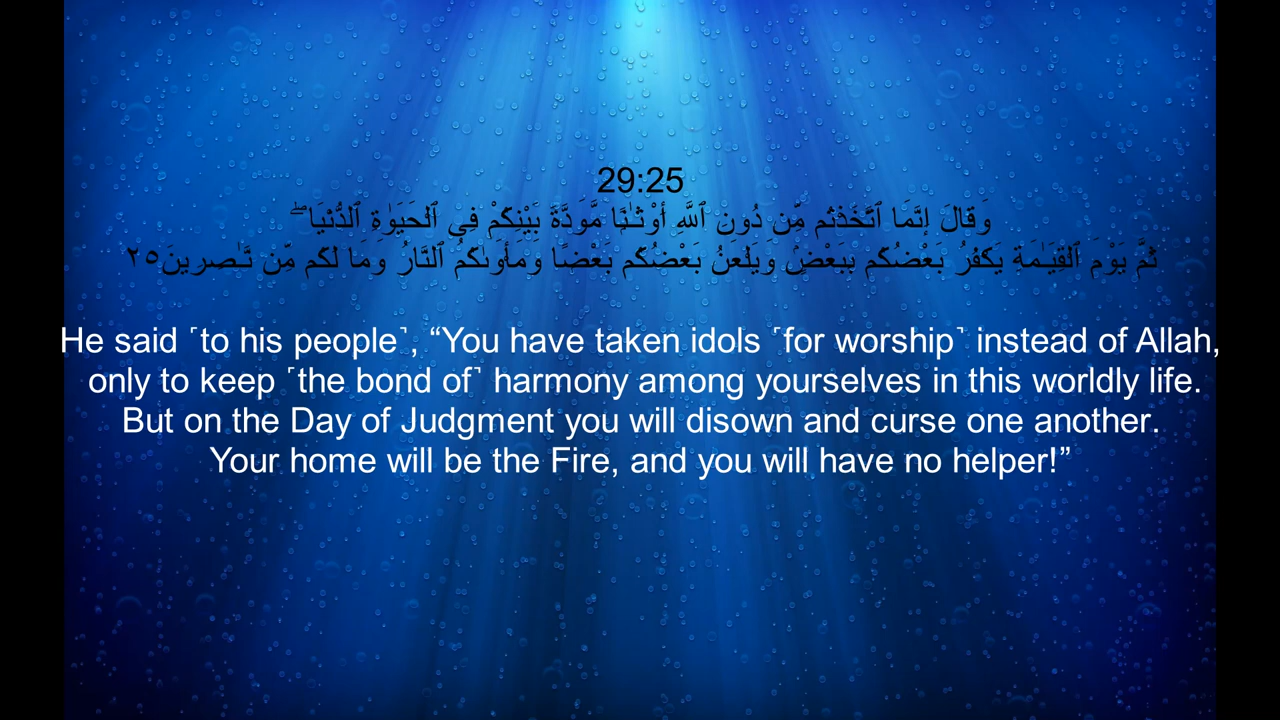 29:25
وَقَالَ إِنَّمَا ٱتَّخَذْتُم مِّن دُونِ ٱللَّهِ أَوْثَـٰنًا مَّوَدَّةَ بَيْنِكُمْ فِى ٱلْحَيَوٰةِ ٱلدُّنْيَا ۖ
ثُمَّ يَوْمَ ٱلْقِيَـٰمَةِ يَكْفُرُ بَعْضُكُم بِبَعْضٍ وَيَلْعَنُ بَعْضُكُم بَعْضًا وَمَأْوَىٰكُمُ ٱلنَّارُ وَمَا لَكُم مِّن نَّـٰصِرِينَ ٢٥
He said ˹to his people˺, “You have taken idols ˹for worship˺ instead of Allah,
only to keep ˹the bond of˺ harmony among yourselves in this worldly life.
But on the Day of Judgment you will disown and curse one another.
Your home will be the Fire, and you will have no helper!”